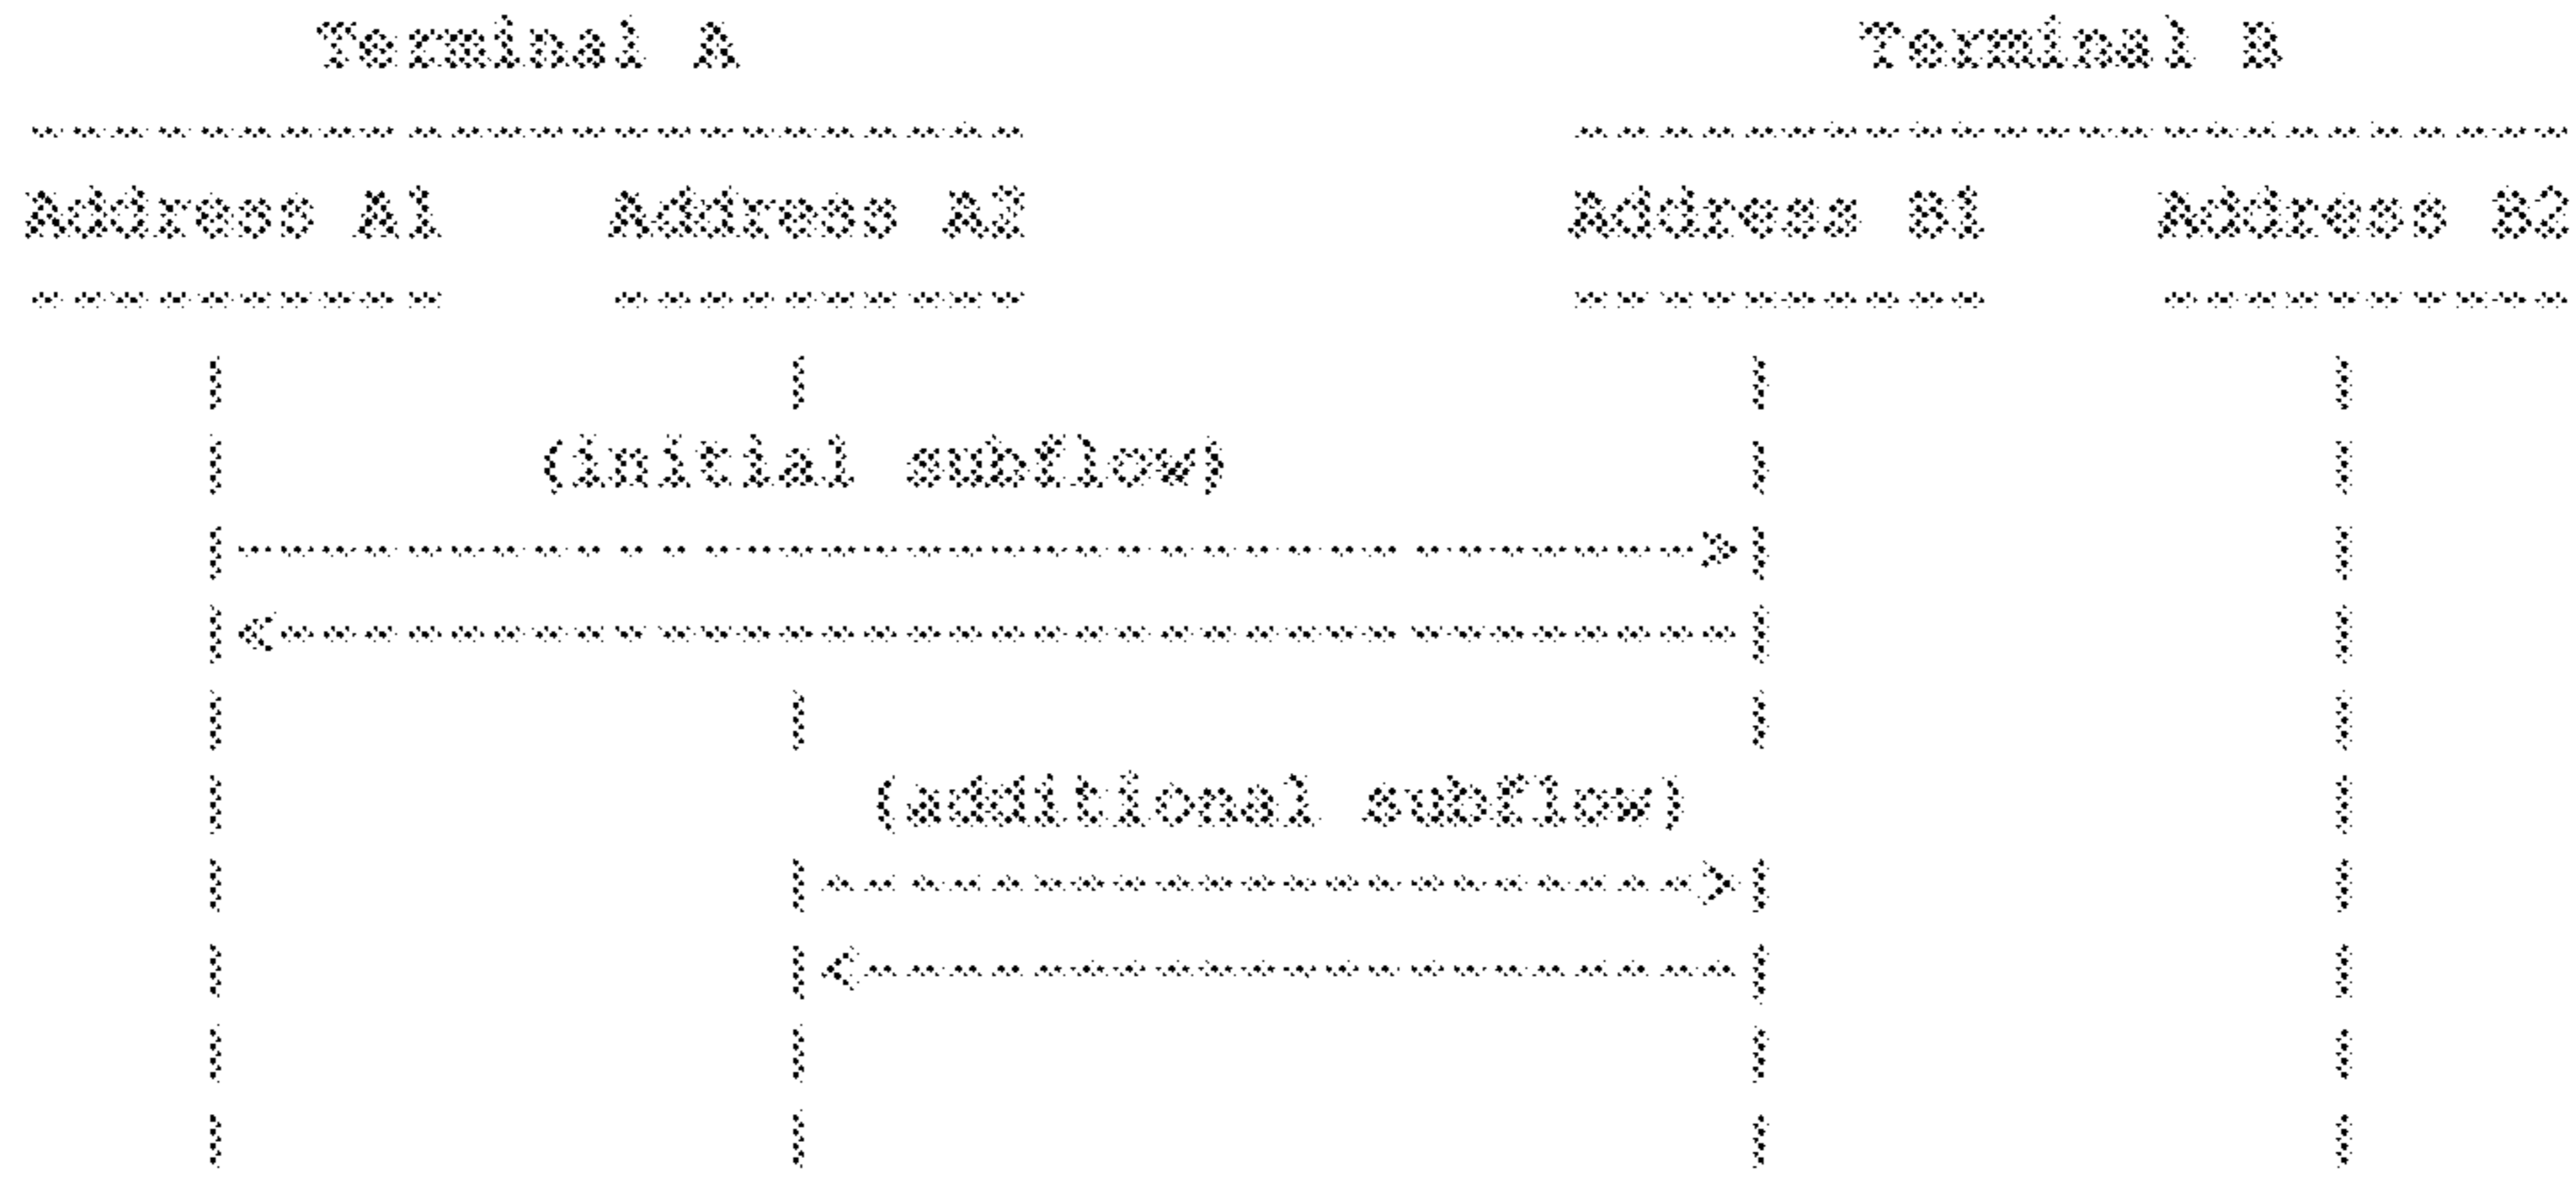 Terminal A Terminal B
Address A1 Address A2 Address B1 Address B2
(initial subflow)
(additional subflow)